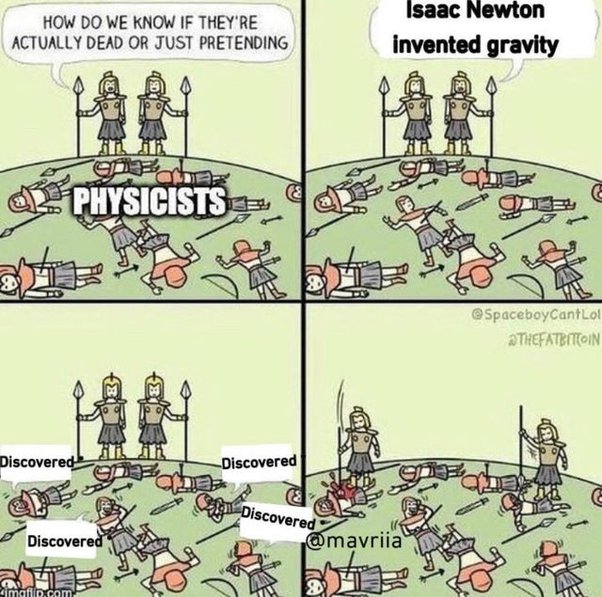 HOW DO WE KNOW IF THEY'RE
ACTUALLY DEAD OR JUST PRETENDING
PHYSICISTS
Isaac Newton
invented gravity
Discovered
Discovered
Discovered
Discovered
@SpaceboyCantLol
@THEFATBITTOIN
@mavriia
imgflip.com